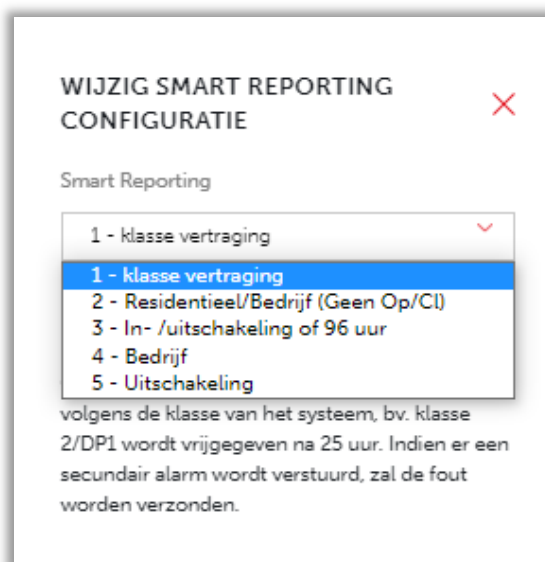 WIJZIG SMART REPORTING
CONFIGURATIE
Smart Reporting
1 - klasse vertraging
1 - klasse vertraging
2 - Residentieel/Bedrijf (Geen Op/Cl)
3 - In- /uitschakeling of 96 uur
4 - Bedrijf
5 - Uitschakeling
volgens de klasse van het systeem, bv. klasse
2/DP1 wordt vrijgegeven na 25 uur. Indien er een
secundair alarm wordt verstuurd, zal de fout
worden verzonden.